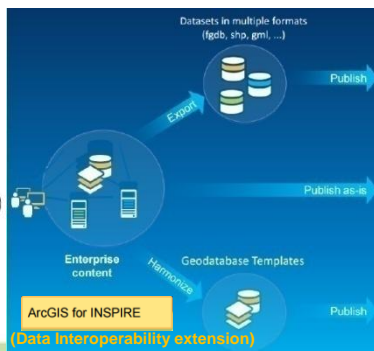 Datasets in multiple formats
(fgdb, shp, gml, ...)
Publish
Export
Publish as-is
Enterprise
content
Harmonize
Geodatabase Templates
Publish
ArcGIS for INSPIRE
(Data Interoperability extension)